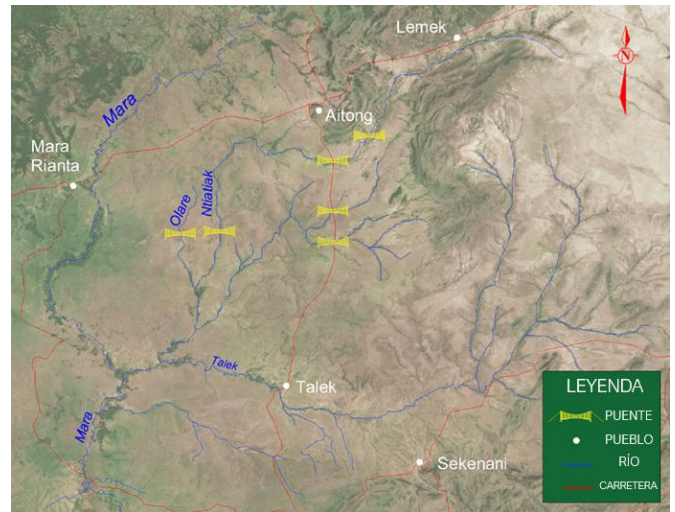 Lemek
N
Mara
Aitong
Mara
Rianta
Olare
Ntiatiak
Talek
Talek
Mara
Sekenani
LEYENDA
PUENTE
PUEBLO
RÍO
CARRETERA